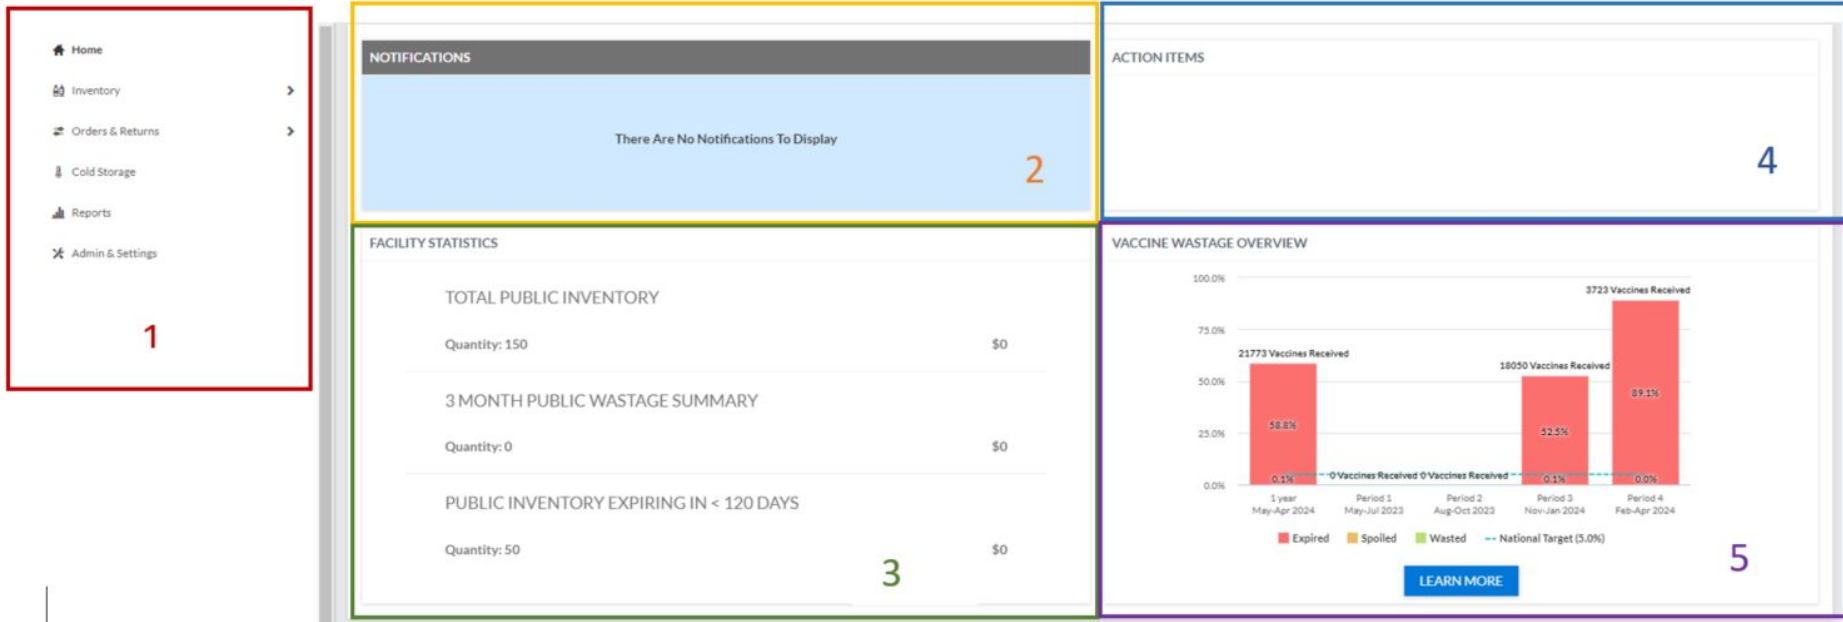 Home
Inventory
Orders & Returns
Cold Storage
Reports
Admin & Settings
1
NOTIFICATIONS
There Are No Notifications To Display
2
ACTION ITEMS
4
FACILITY STATISTICS
TOTAL PUBLIC INVENTORY
Quantity: 150 $0
3 MONTH PUBLIC WASTAGE SUMMARY
Quantity: 0 $0
PUBLIC INVENTORY EXPIRING IN < 120 DAYS
Quantity: 50 $0
3
VACCINE WASTAGE OVERVIEW
100.0%
3723 Vaccines Received
75.0%
21773 Vaccines Received
18050 Vaccines Received
50.0%
89.1%
58.8%
52.5%
25.0%
0.1% 0 Vaccines Received 0 Vaccines Received 0.1% 0.0%
0.0%
1 year Period 1 Period 2 Period 3 Period 4
May-Apr 2024 May-Jul 2023 Aug-Oct 2023 Nov-Jan 2024 Feb-Apr 2024
Expired Spoiled Wasted National Target (5.0%)
5
LEARN MORE